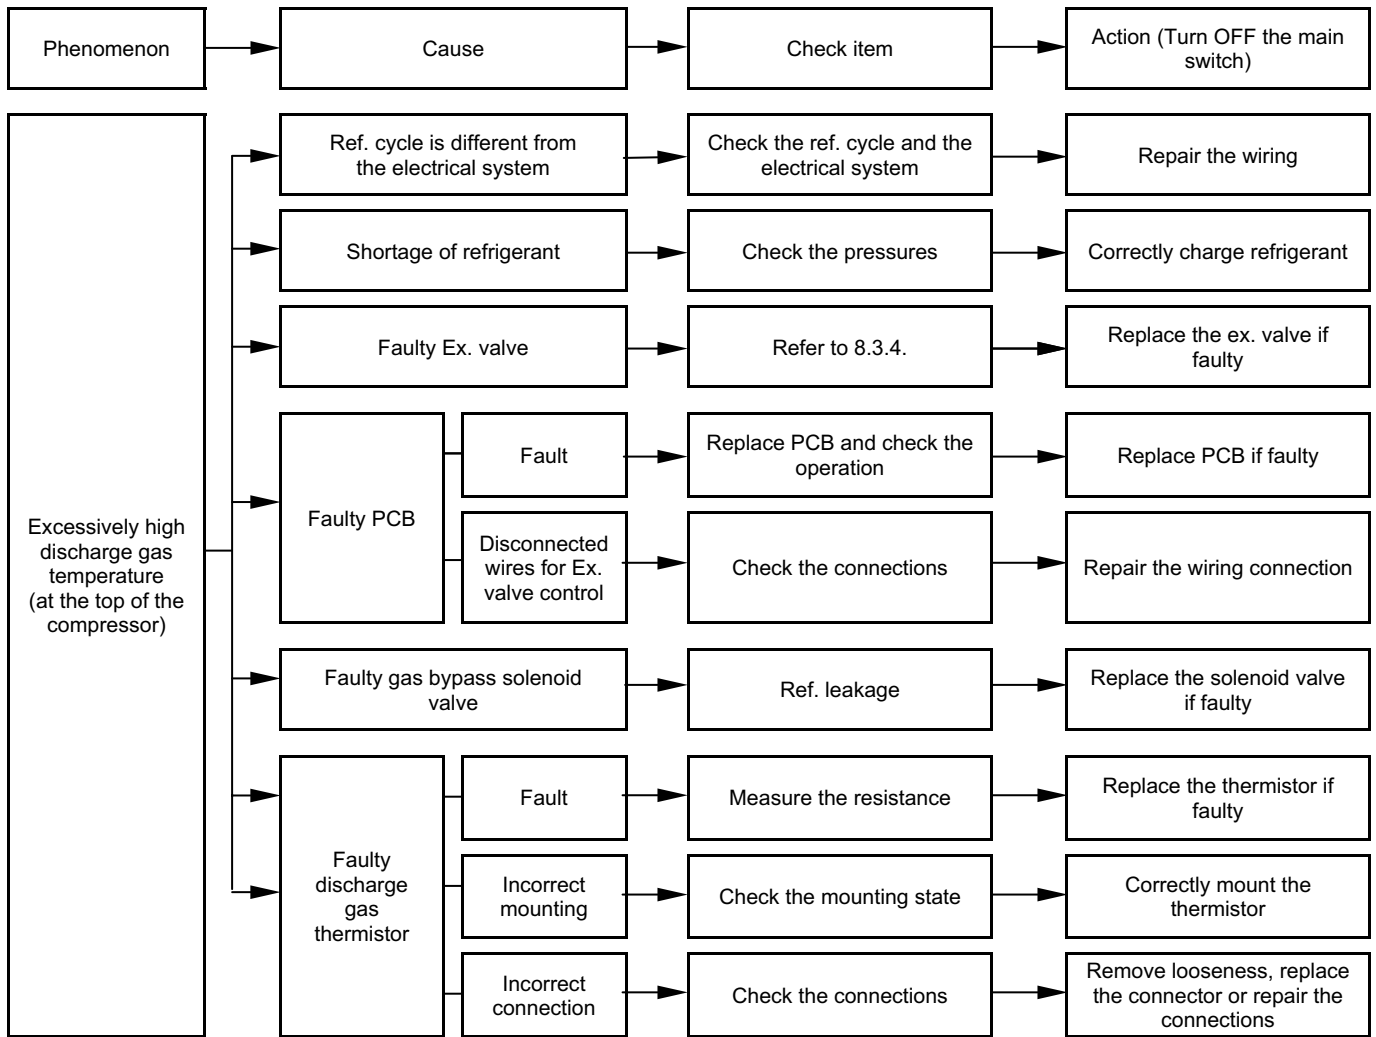 Phenomenon
Cause
Check item
Action (Turn OFF the main
switch)
Excessively high
discharge gas
temperature
(at the top of the
compressor)
Ref. cycle is different from
the electrical system
Check the ref. cycle and the
electrical system
Repair the wiring
Shortage of refrigerant
Check the pressures
Correctly charge refrigerant
Faulty Ex. valve
Refer to 8.3.4.
Replace the ex. valve if
faulty
Faulty PCB
Fault
Replace PCB and check the
operation
Replace PCB if faulty
Disconnected
wires for Ex.
valve control
Check the connections
Repair the wiring connection
Faulty gas bypass solenoid
valve
Ref. leakage
Replace the solenoid valve
if faulty
Faulty
discharge
gas
thermistor
Fault
Measure the resistance
Replace the thermistor if
faulty
Incorrect
mounting
Check the mounting state
Correctly mount the
thermistor
Incorrect
connection
Check the connections
Remove looseness, replace
the connector or repair the
connections